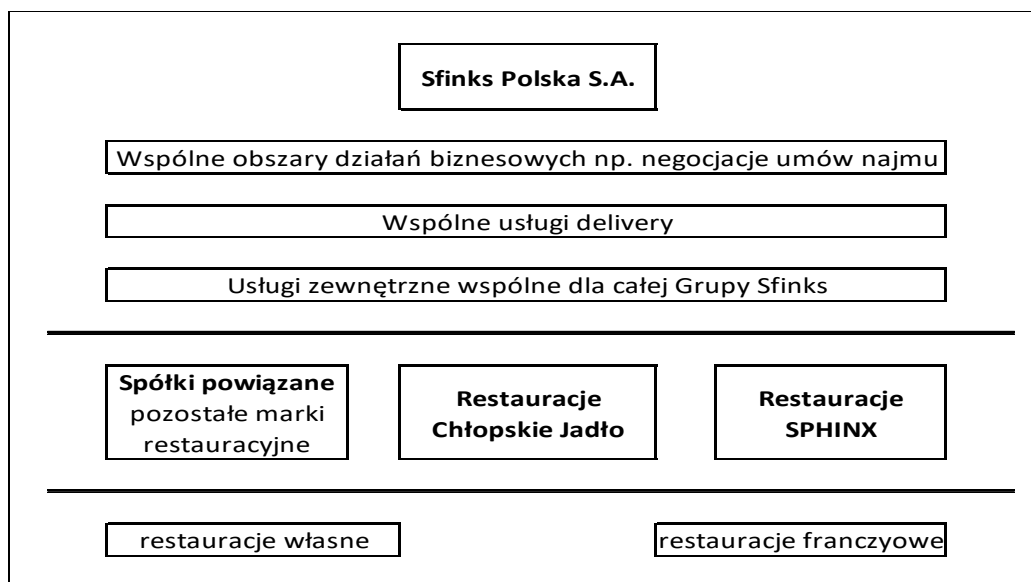 Sfinks Polska S.A.
Wspólne obszary działań biznesowych np. negocjacje umów najmu
Wspólne usługi delivery
Usługi zewnętrzne wspólne dla całej Grupy Sfinks
Spółki powiązane
pozostałe marki
restauracyjne
Restauracje
Chłopskie Jadło
Restauracje
SPHINX
restauracje własne
restauracje franczyowe